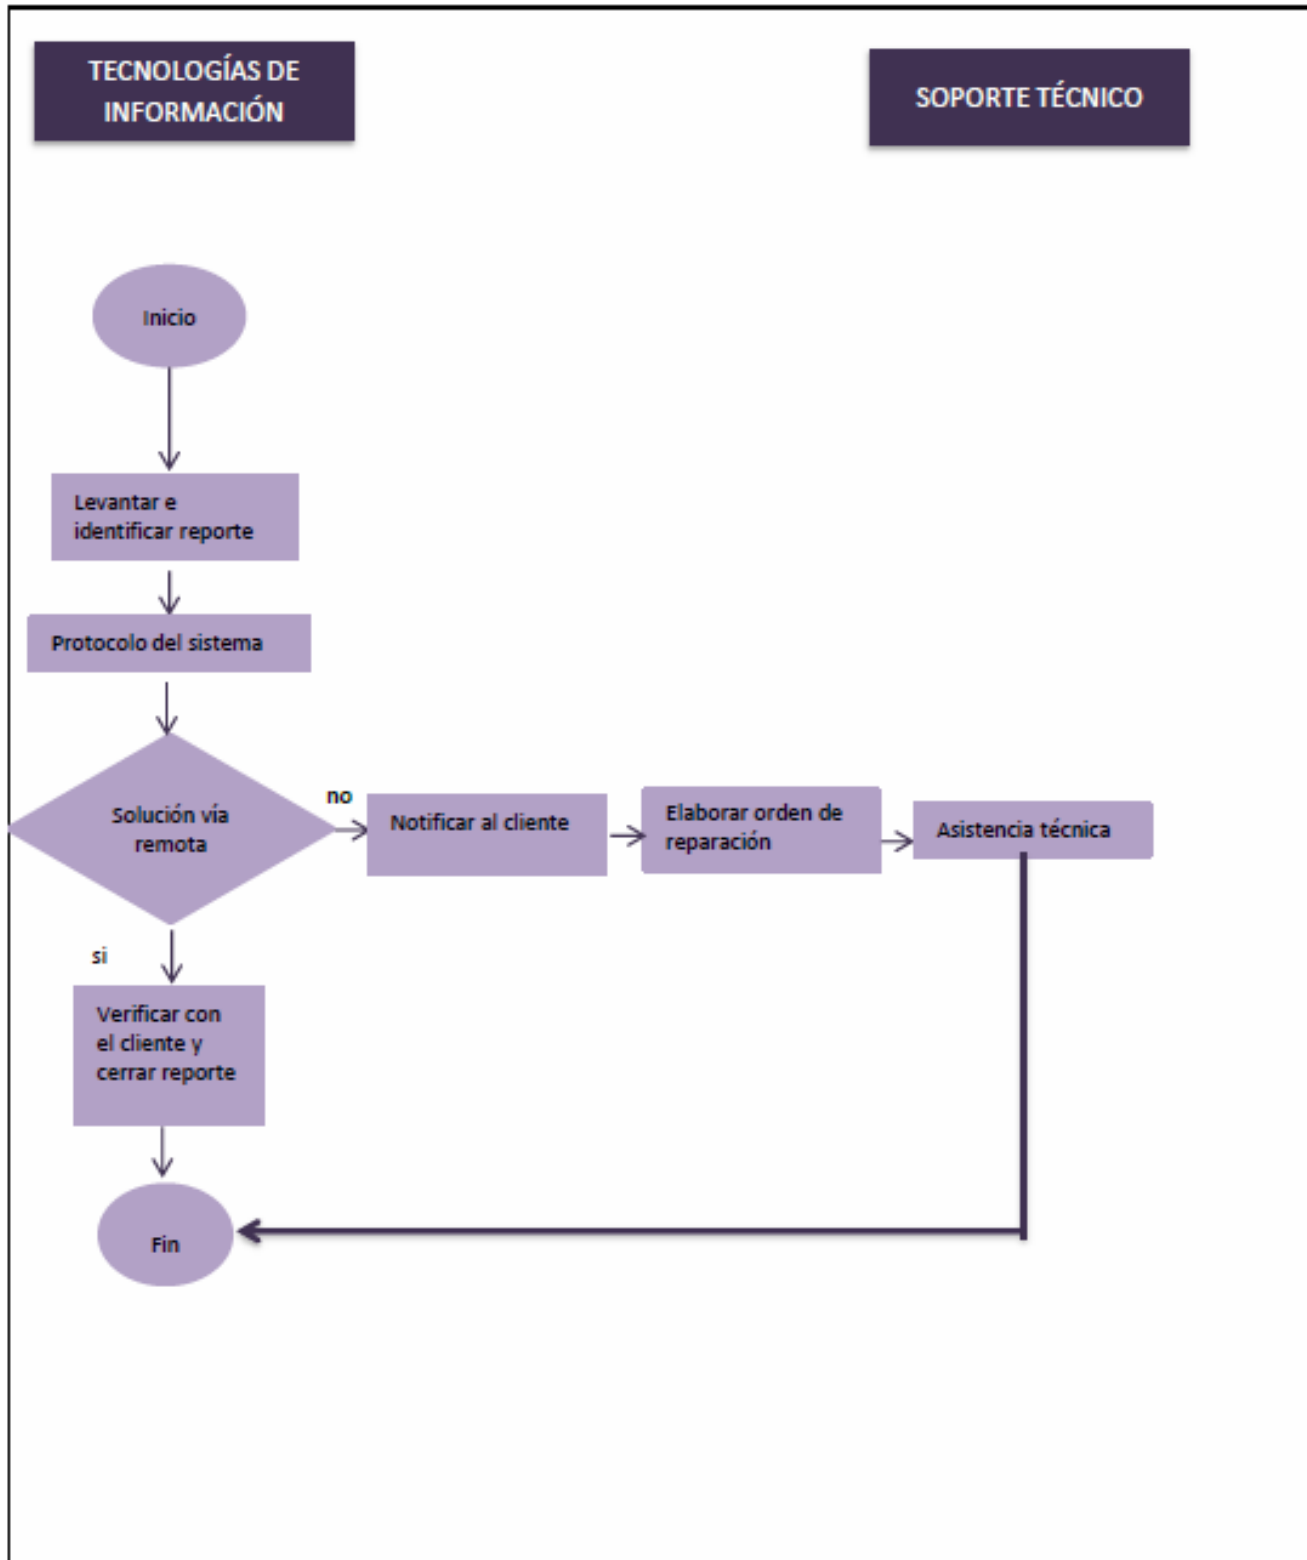 TECNOLOGÍAS DE
INFORMACIÓN
SOPORTE TÉCNICO
Inicio
Levantar e
identificar reporte
Protocolo del sistema
Solución vía
remota
no
Notificar al cliente
Elaborar orden de
reparación
Asistencia técnica
si
Verificar con
el cliente y
cerrar reporte
Fin